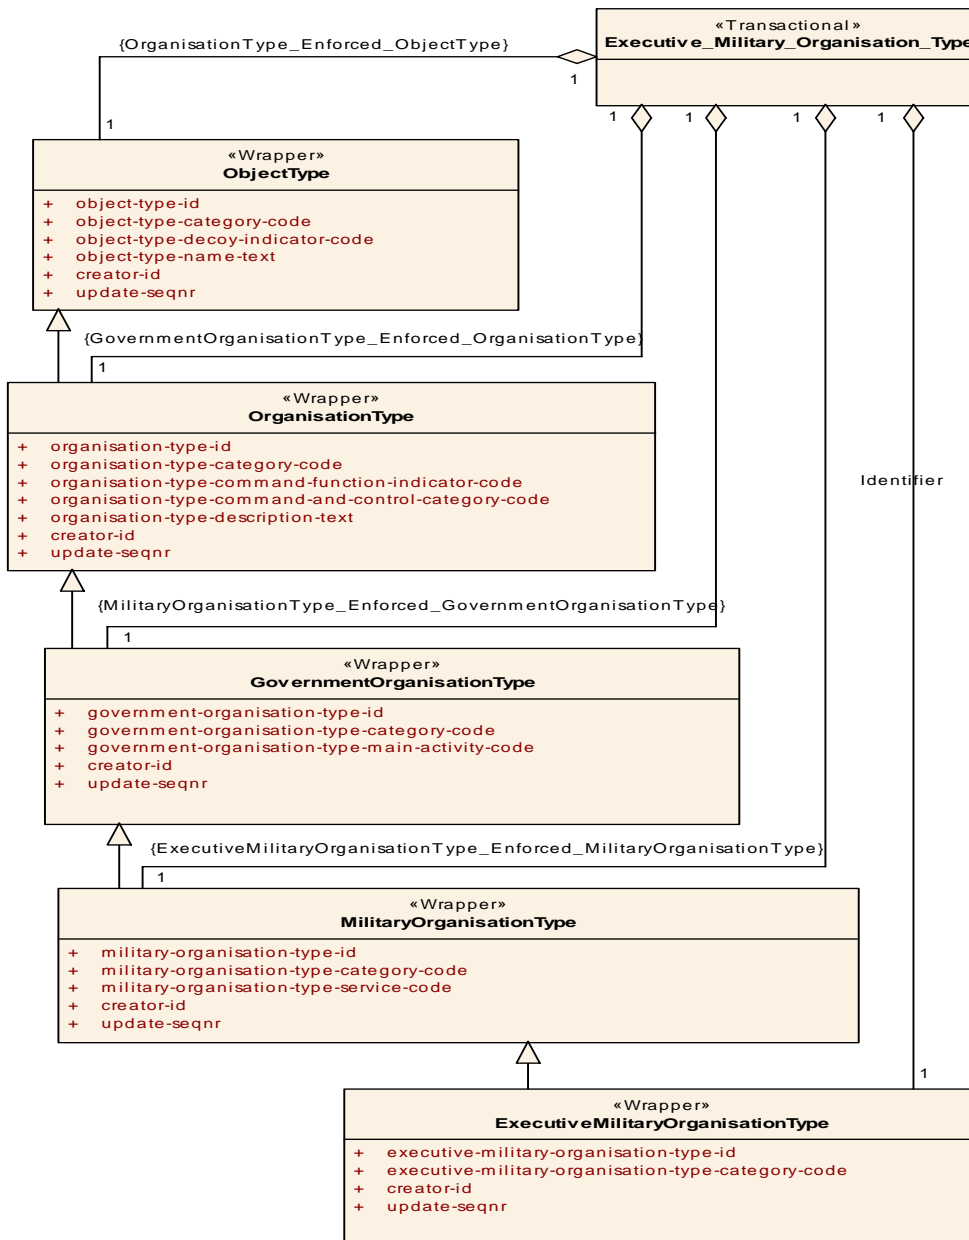 «Transactional»
Executive_Military_Organisation_Type
{OrganisationType_Enforced_ObjectType}
1
1
1
1
1
1
«Wrapper»
ObjectType
+ object-type-id
+ object-type-category-code
+ object-type-decoy-indicator-code
+ object-type-name-text
+ creator-id
+ update-seqnr
{GovernmentOrganisationType_Enforced_OrganisationType}
1
«Wrapper»
OrganisationType
+ organisation-type-id
+ organisation-type-category-code
+ organisation-type-command-function-indicator-code
+ organisation-type-command-and-control-category-code
+ organisation-type-description-text
+ creator-id
+ update-seqnr
Identifier
{MilitaryOrganisationType_Enforced_GovernmentOrganisationType}
1
«Wrapper»
GovernmentOrganisationType
+ government-organisation-type-id
+ government-organisation-type-category-code
+ government-organisation-type-main-activity-code
+ creator-id
+ update-seqnr
{ExecutiveMilitaryOrganisationType_Enforced_MilitaryOrganisationType}
1
«Wrapper»
MilitaryOrganisationType
+ military-organisation-type-id
+ military-organisation-type-category-code
+ military-organisation-type-service-code
+ creator-id
+ update-seqnr
1
«Wrapper»
ExecutiveMilitaryOrganisationType
+ executive-military-organisation-type-id
+ executive-military-organisation-type-category-code
+ creator-id
+ update-seqnr